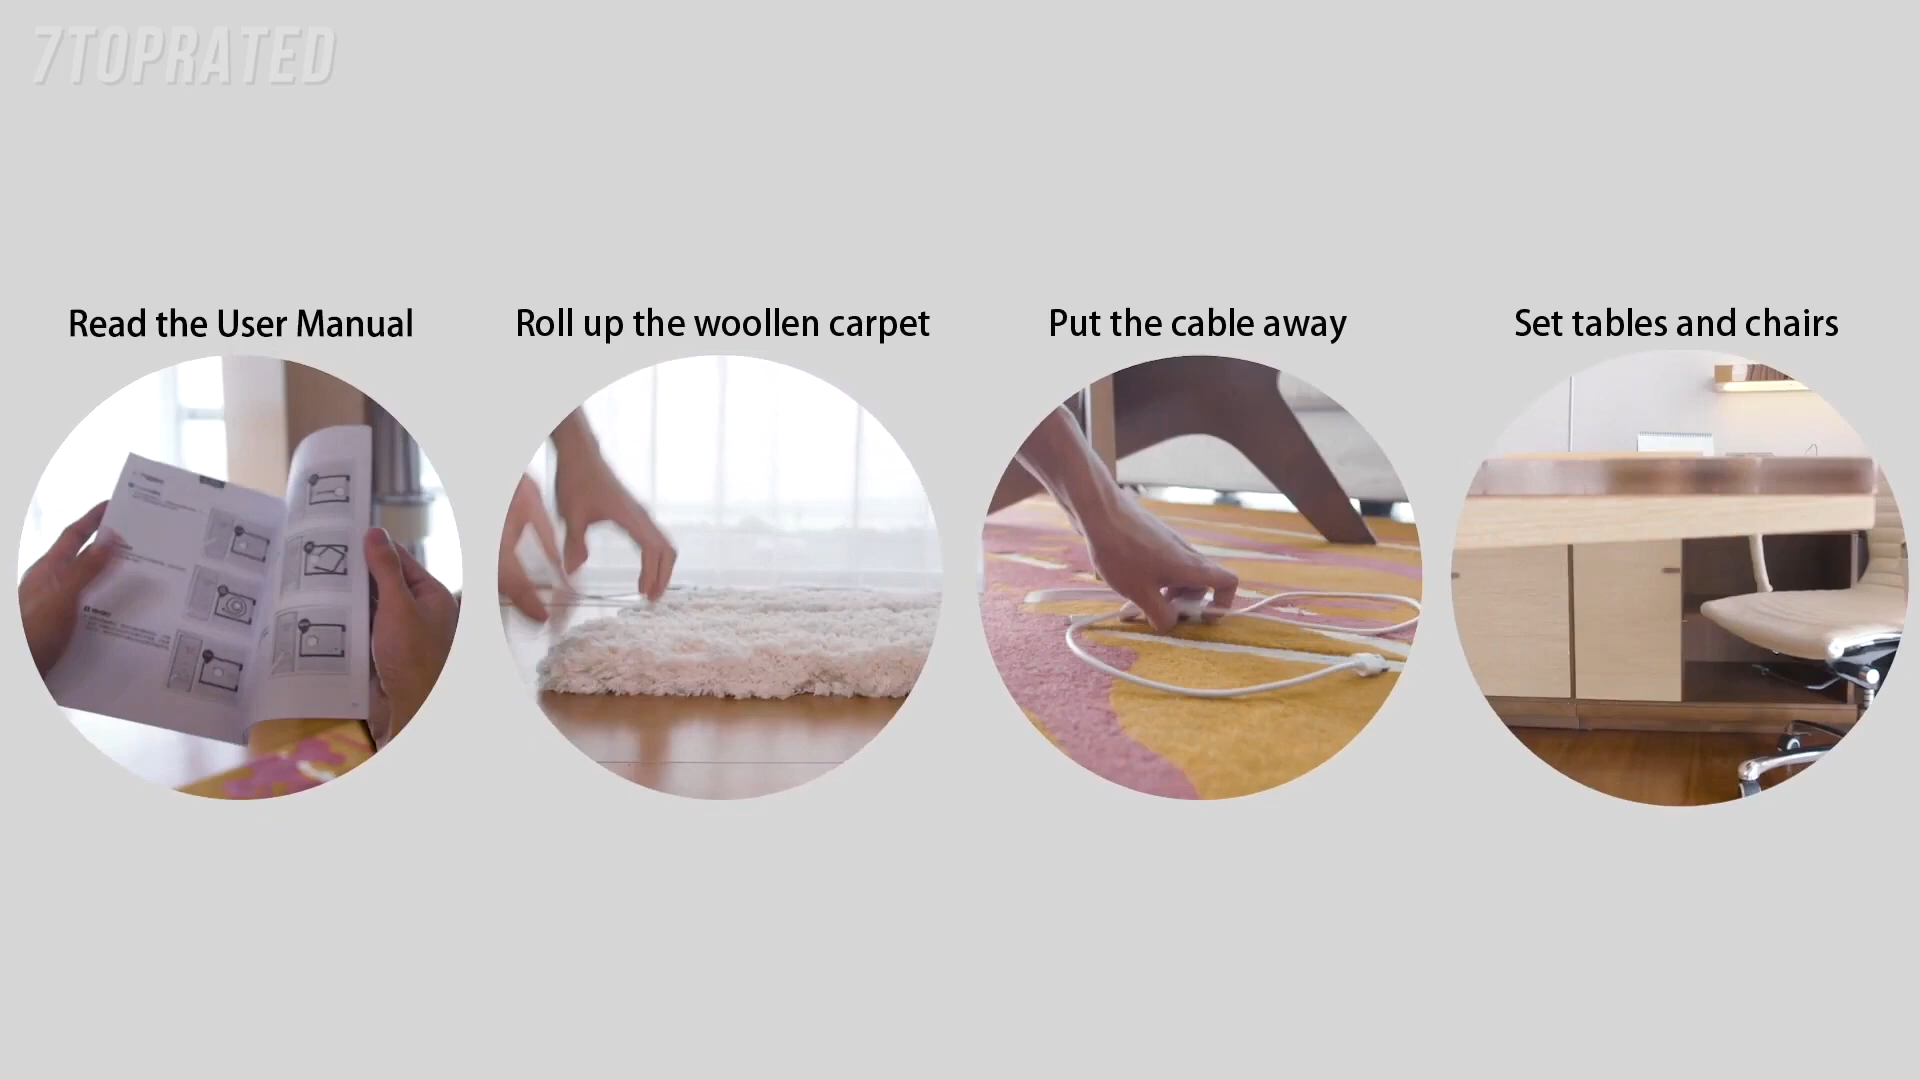 7TOPRATED
Read the User Manual
Roll up the woollen carpet
Put the cable away
Set tables and chairs